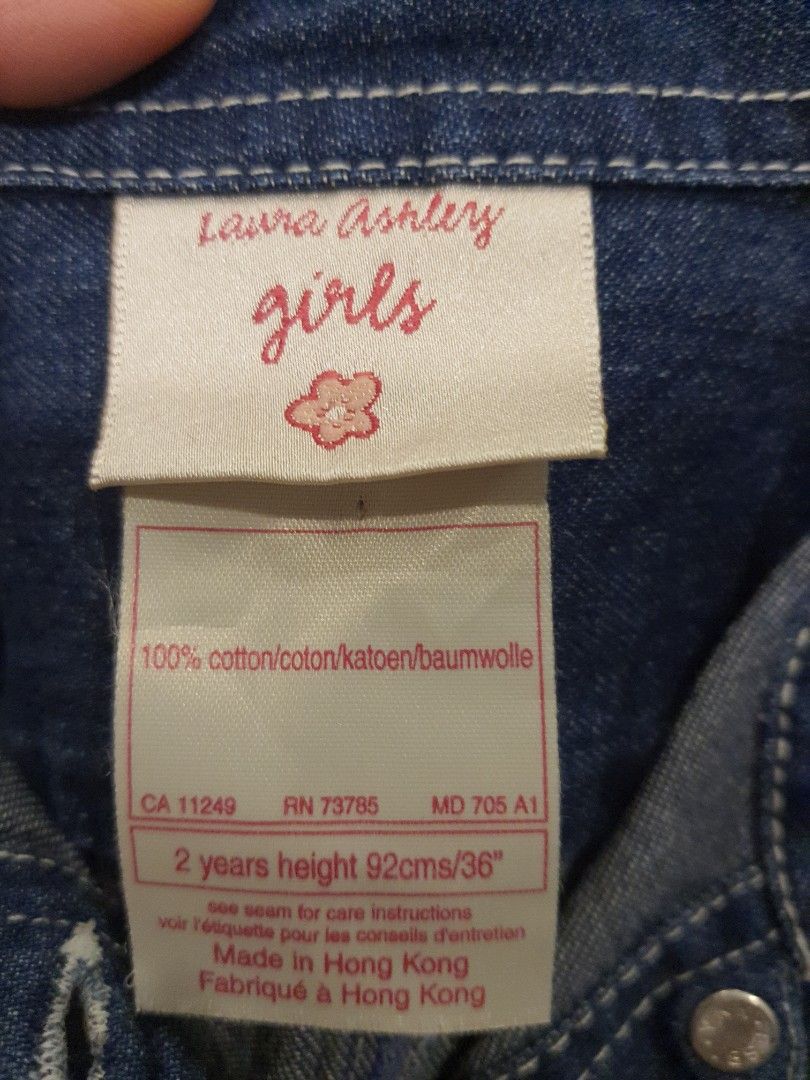 Laura Ashley
girls
100% cotton/coton/katoen/baumwolle
CA 11249 RN 73785 MD 705 A1
2 years height 92cms/36"
see seam for care instructions
voir l'étiquette pour les conseils d'entretien
Made in Hong Kong
Fabriqué à Hong Kong